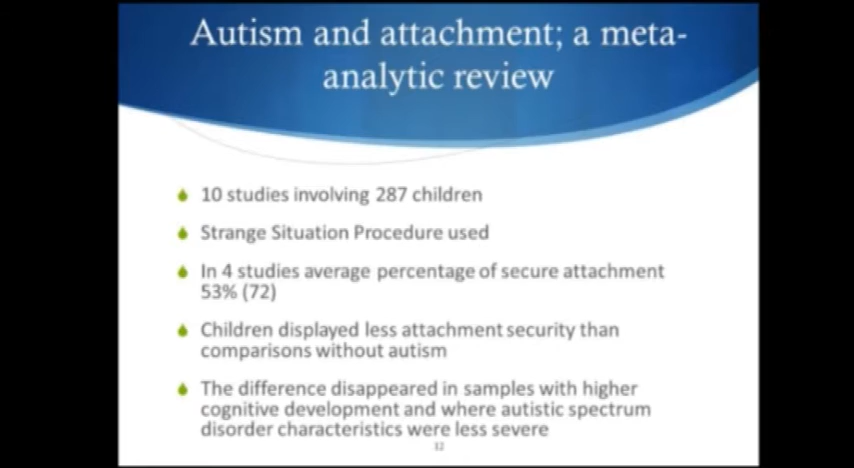 Autism and attachment; a meta-
analytic review
10 studies involving 287 children
Strange Situation Procedure used
In 4 studies average percentage of secure attachment
53% (72)
Children displayed less attachment security than
comparisons without autism
The difference disappeared in samples with higher
cognitive development and where autistic spectrum
disorder characteristics were less severe
12